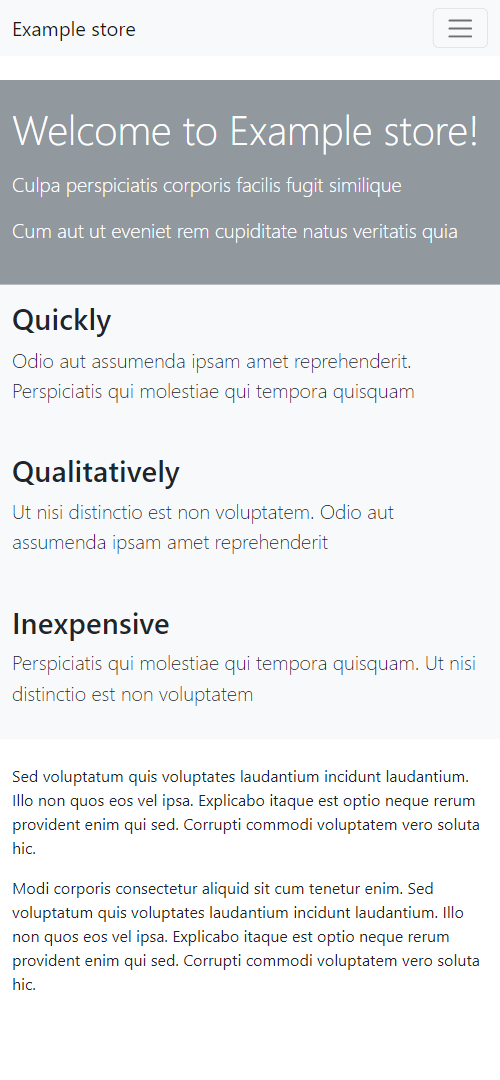 Example store
Welcome to Example store!
Culpa perspiciatis corporis facilis fugit similique
Cum aut ut eveniet rem cupiditate natus veritatis quia
Quickly
Odio aut assumenda ipsam amet reprehenderit.
Perspiciatis qui molestiae qui tempora quisquam
Qualitatively
Ut nisi distinctio est non voluptatem. Odio aut
assumenda ipsam amet reprehenderit
Inexpensive
Perspiciatis qui molestiae qui tempora quisquam. Ut nisi
distinctio est non voluptatem
Sed voluptatum quis voluptates laudantium incidunt laudantium.
Illo non quos eos vel ipsa. Explicabo itaque est optio neque rerum
provident enim qui sed. Corrupti commodi voluptatem vero soluta
hic.
Modi corporis consectetur aliquid sit cum tenetur enim. Sed
voluptatum quis voluptates laudantium incidunt laudantium. Illo
non quos eos vel ipsa. Explicabo itaque est optio neque rerum
provident enim qui sed. Corrupti commodi voluptatem vero soluta
hic.